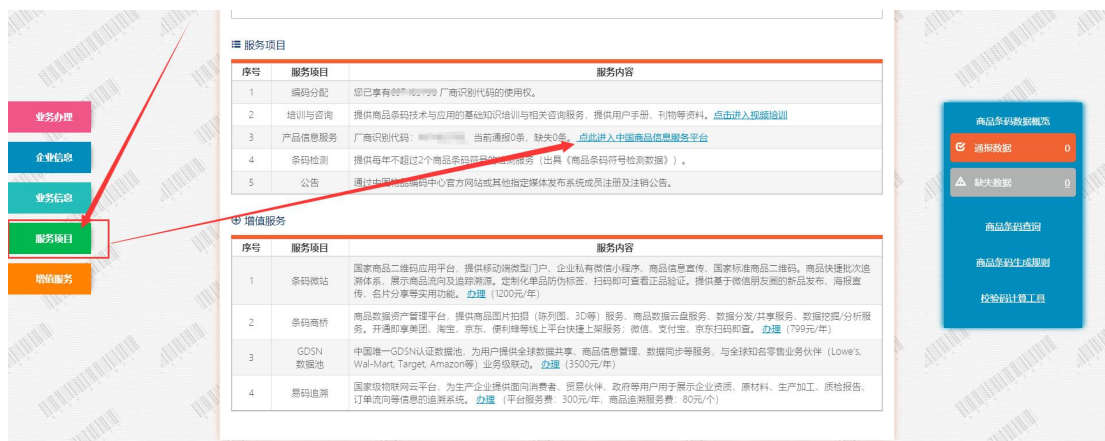 服务项目
序号 服务项目 服务内容
1 编码分配 您已享有 厂商识别代码的使用权。
2 培训与咨询 提供商品条码技术与应用的基础知识培训与相关咨询服务，提供用户手册、刊物等资料。点击进入视频培训
3 产品信息服务 厂商识别代码： 当前通报0条，缺失0条。 点此进入中国商品信息服务平台
4 条码检测 提供每年不超过2个商品条码符号的检测服务（出具《商品条码符号检测数据》）。
5 公告 通过中国物品编码中心官方网站或其他指定媒体发布系统成员注册及注销公告。
增值服务
序号 服务项目 服务内容
1 条码微站 国家商品二维码应用平台，提供移动端微型门户、企业私有微信小程序、商品信息宣传、国家标准商品二维码。商品快捷批次追
溯体系、展示商品流向及追踪溯源。定制化单品防伪标签、扫码即可查看正品验证。提供基于微信朋友圈的新品发布、海报宣
传、名片分享等实用功能。 办理（1200元/年）
2 条码商桥 商品数据资产管理平台，提供商品图片拍摄（陈列图、3D等）服务、商品数据云盘服务、数据分发/共享服务、数据挖掘/分析服
务。开通即享美团、淘宝、京东、便利蜂等线上平台快捷上架服务；微信、支付宝、京东扫码即查。 办理（799元/年）
3 GDSN
数据池 中国唯一GDSN认证数据池，为用户提供全球数据共享、商品信息管理、数据同步等服务，与全球知名零售业务伙伴（Lowe's,
Wal-Mart, Target, Amazon等）业务级联动。 办理（3500元/年）
4 易码追溯 国家级物联网云平台，为生产企业提供面向消费者、贸易伙伴、政府等用户用于展示企业资质、原材料、生产加工、质检报告、
订单流向等信息的追溯系统。 办理 （平台服务费：300元/年，商品追溯服务费：80元/个）
业务办理
企业信息
业务信息
服务项目
增值服务
商品条码数据概览
通报数据 0
缺失数据 0
商品条码查询
商品条码生成规则
校验码计算工具